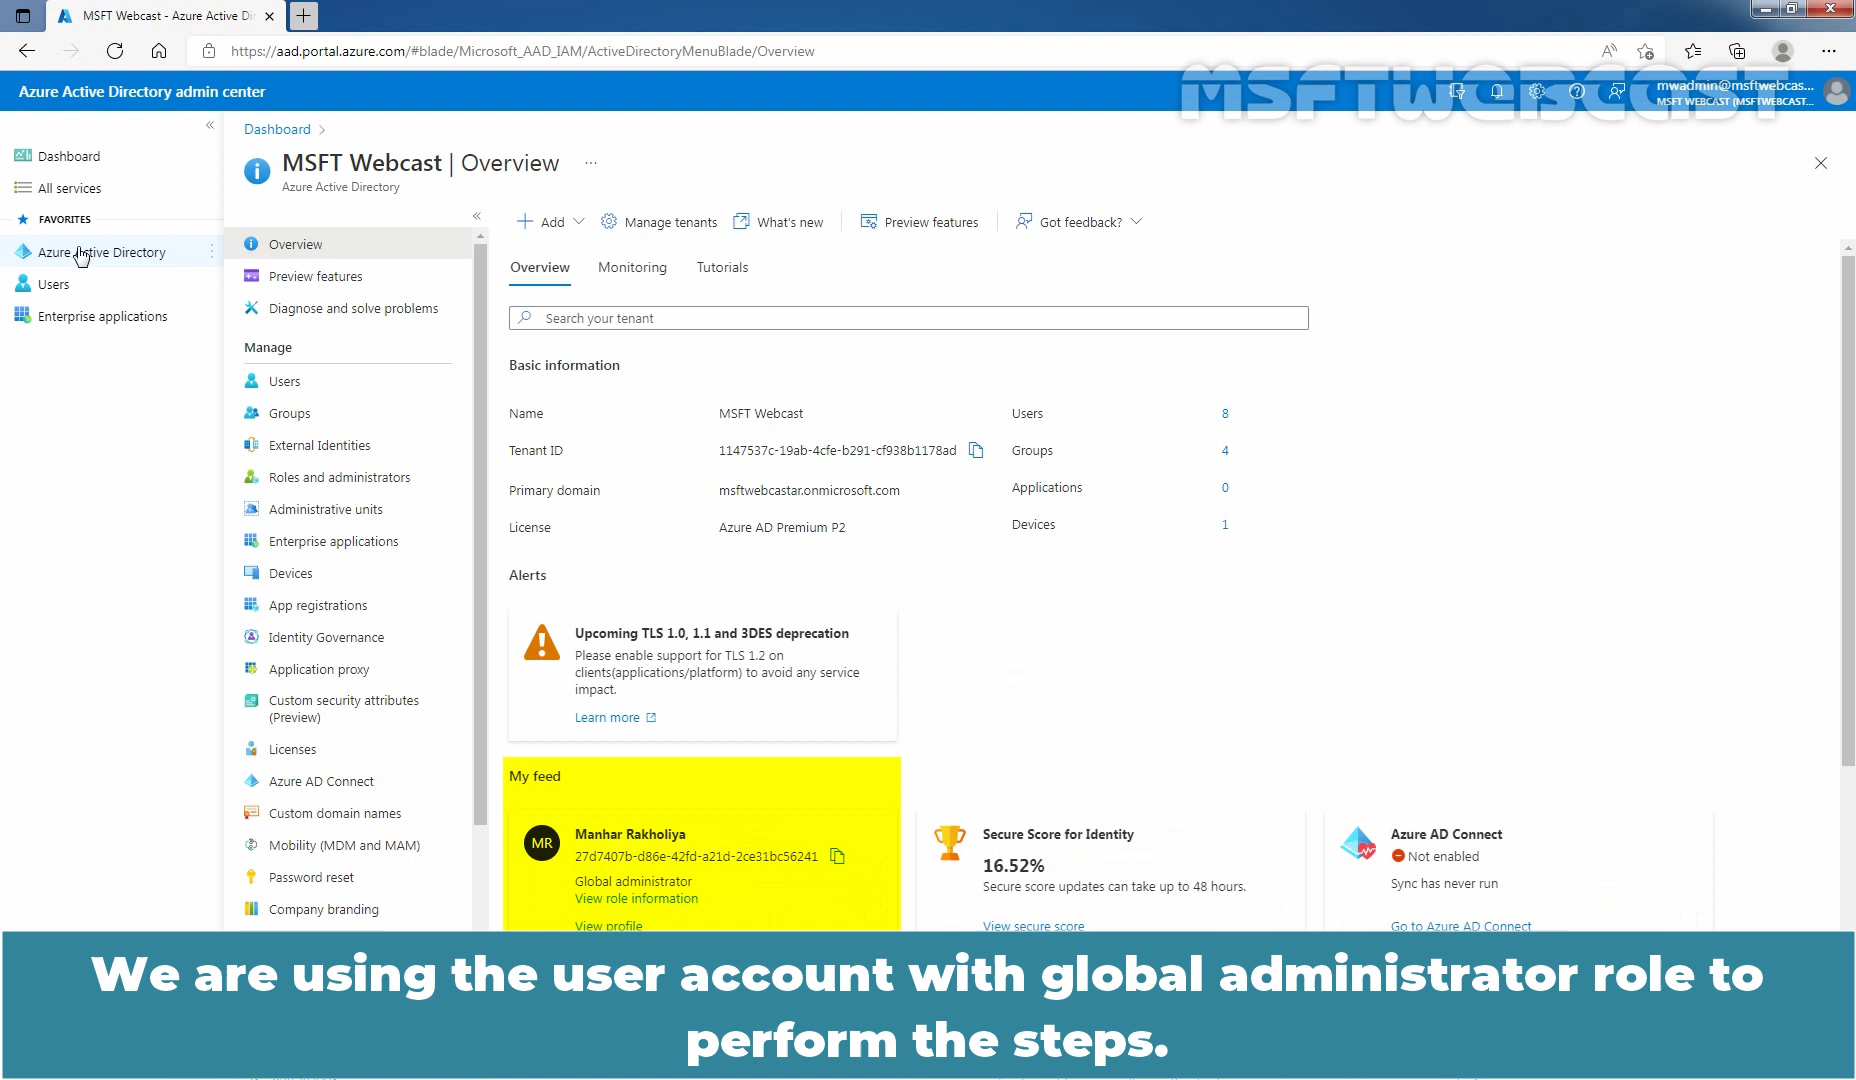 MSFT Webcast - Azure Active Di
https://aad.portal.azure.com/#blade/Microsoft_AAD_IAM/ActiveDirectoryMenuBlade/Overview
MSFTWEBCAST
Azure Active Directory admin center
mwadmin@msftwebcas...
MSFT WEBCAST (MSFTWEBCAST...
Dashboard
All services
FAVORITES
Azure Active Directory
Users
Enterprise applications
Dashboard
MSFT Webcast | Overview
Azure Active Directory
Overview
Preview features
Diagnose and solve problems
Manage
Users
Groups
External Identities
Roles and administrators
Administrative units
Enterprise applications
Devices
App registrations
Identity Governance
Application proxy
Custom security attributes
(Preview)
Licenses
Azure AD Connect
Custom domain names
Mobility (MDM and MAM)
Password reset
Company branding
Add Manage tenants What's new Preview features Got feedback?
Overview Monitoring Tutorials
Search your tenant
Basic information
Name MSFT Webcast Users 8
Tenant ID 1147537c-19ab-4cfe-b291-cf938b1178ad Groups 4
Primary domain msftwebcastar.onmicrosoft.com Applications 0
License Azure AD Premium P2 Devices 1
Alerts
Upcoming TLS 1.0, 1.1 and 3DES deprecation
Please enable support for TLS 1.2 on
clients(applications/platform) to avoid any service
impact.
Learn more
My feed
MR
Manhar Rakholiya
27d7407b-d86e-42fd-a21d-2ce31bc56241
Global administrator
View role information
View profile
Secure Score for Identity
16.52%
Secure score updates can take up to 48 hours.
View secure score
Azure AD Connect
Not enabled
Sync has never run
Go to Azure AD Connect
We are using the user account with global administrator role to
perform the steps.